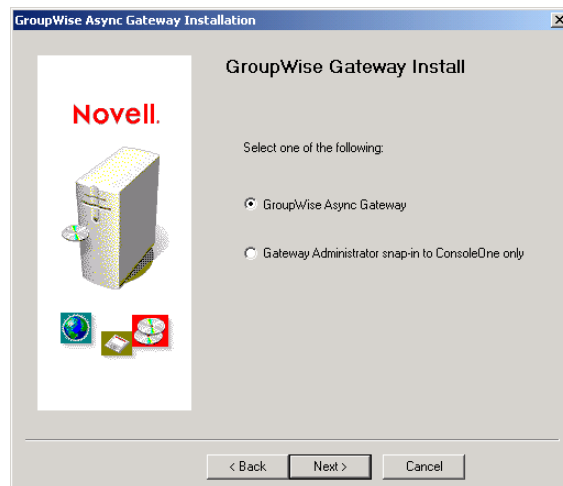 GroupWise Async Gateway Installation
GroupWise Gateway Install
Novell.
Select one of the following:
GroupWise Async Gateway
Gateway Administrator snap-in to ConsoleOne only
< Back
Next >
Cancel